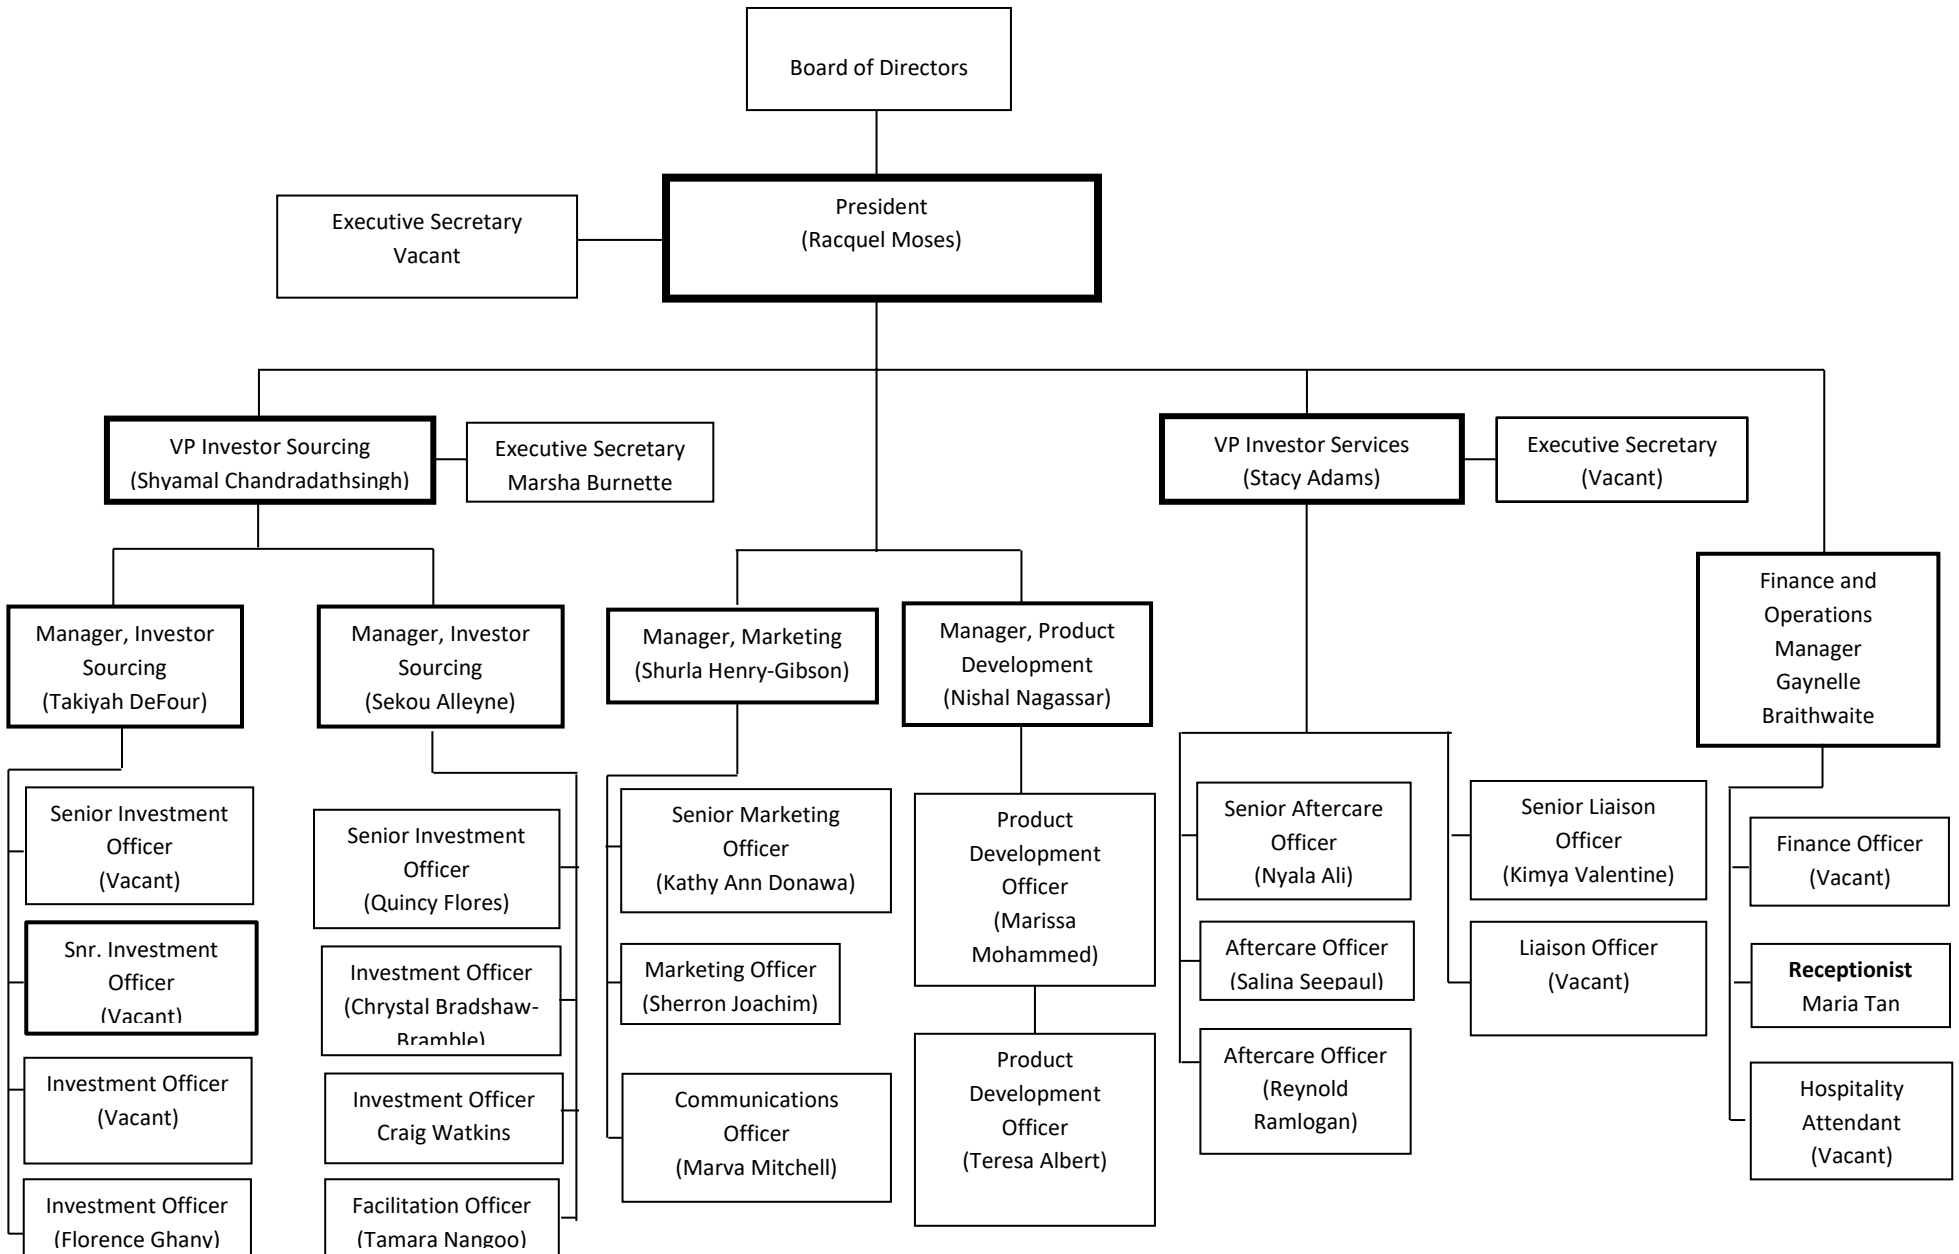 Board of Directors
President
(Racquel Moses)
Executive Secretary
Vacant
VP Investor Sourcing
(Shyamal Chandradathsingh)
Executive Secretary
Marsha Burnette
VP Investor Services
(Stacy Adams)
Executive Secretary
(Vacant)
Finance and
Operations
Manager
Gaynelle
Braithwaite
Manager, Investor
Sourcing
(Takiyah DeFour)
Manager, Investor
Sourcing
(Sekou Alleyne)
Manager, Marketing
(Shurla Henry-Gibson)
Manager, Product
Development
(Nishal Nagassar)
Senior Investment
Officer
(Vacant)
Snr. Investment
Officer
(Vacant)
Investment Officer
(Vacant)
Investment Officer
(Florence Ghany)
Senior Investment
Officer
(Quincy Flores)
Investment Officer
(Chrystal Bradshaw-
Bramble)
Investment Officer
Craig Watkins
Facilitation Officer
(Tamara Nangoo)
Senior Marketing
Officer
(Kathy Ann Donawa)
Marketing Officer
(Sherron Joachim)
Communications
Officer
(Marva Mitchell)
Product
Development
Officer
(Marissa
Mohammed)
Product
Development
Officer
(Teresa Albert)
Senior Aftercare
Officer
(Nyala Ali)
Aftercare Officer
(Salina Seepaul)
Aftercare Officer
(Reynold
Ramlogan)
Senior Liaison
Officer
(Kimya Valentine)
Liaison Officer
(Vacant)
Finance Officer
(Vacant)
Receptionist
Maria Tan
Hospitality
Attendant
(Vacant)